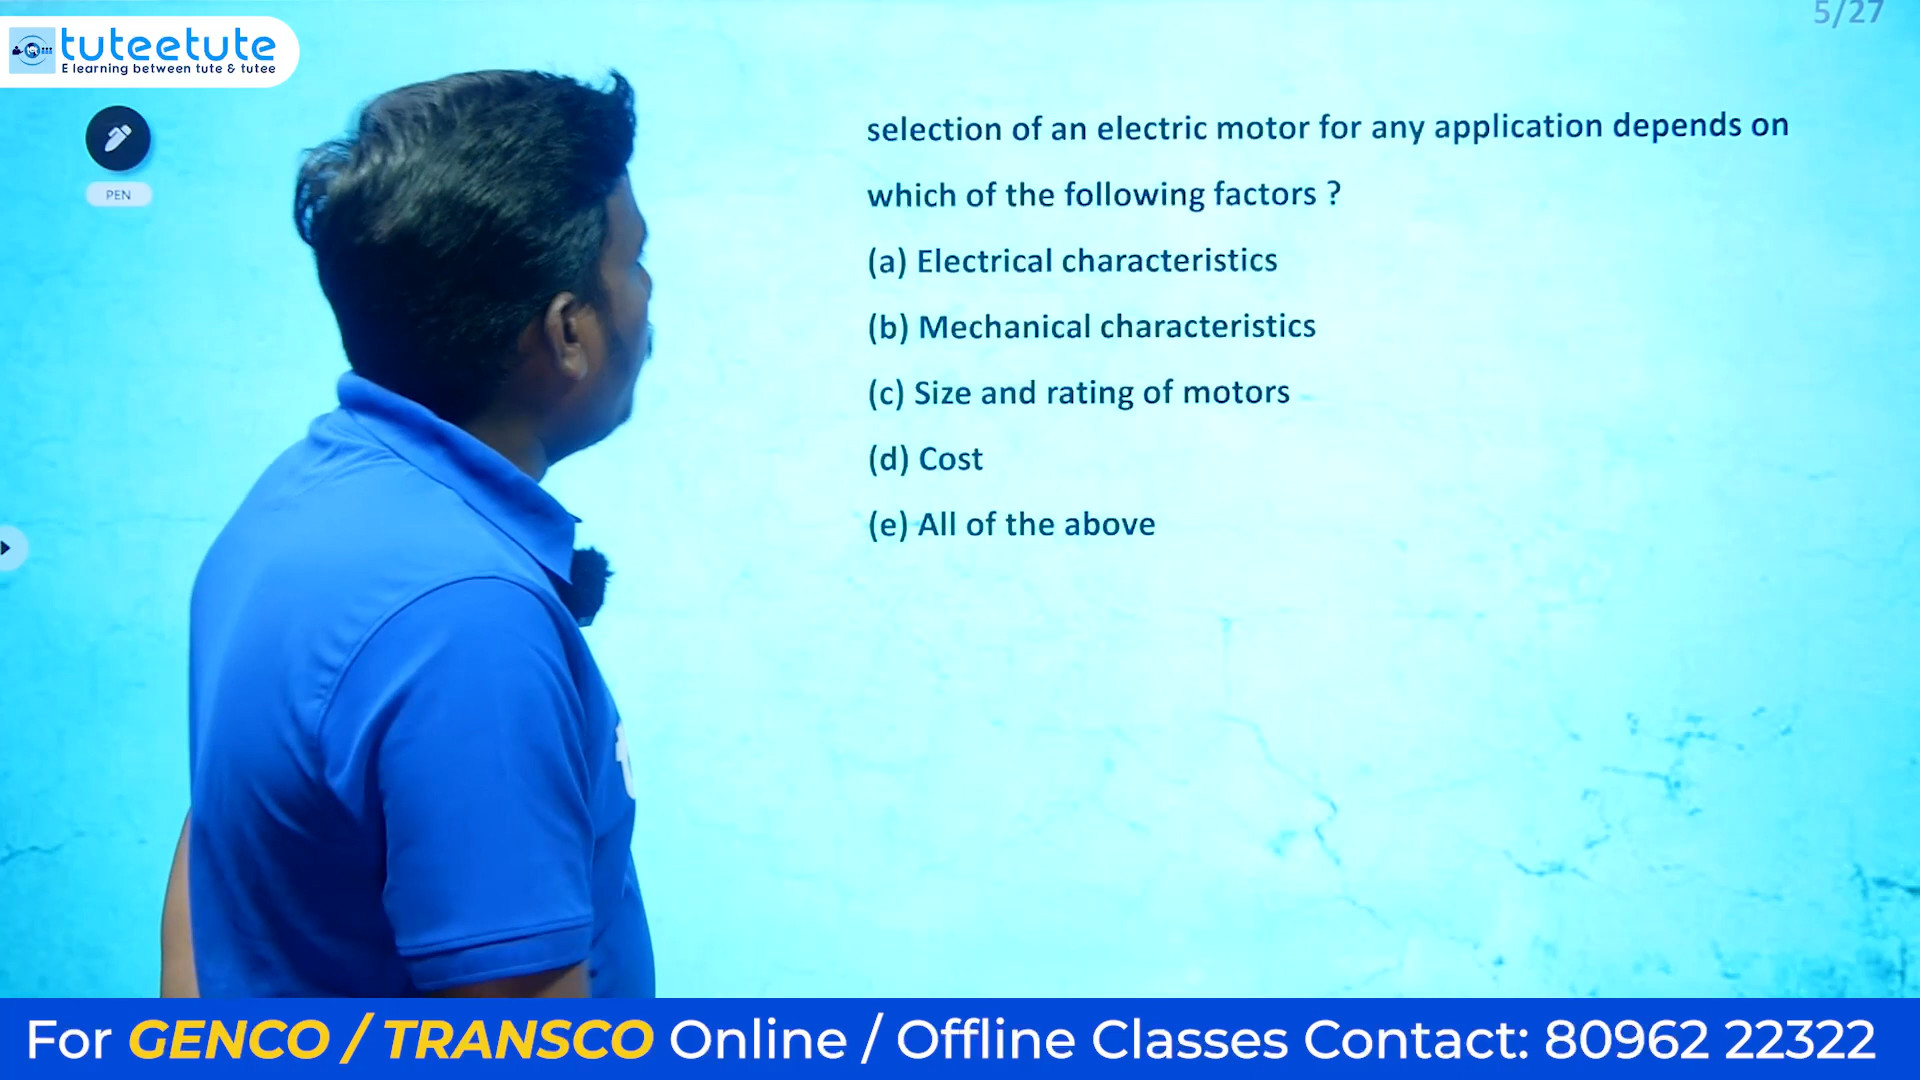 5/27
tuteetute
E learning between tute & tutee
PEN
selection of an electric motor for any application depends on
which of the following factors ?
(a) Electrical characteristics
(b) Mechanical characteristics
(c) Size and rating of motors
(d) Cost
(e) All of the above
For GENCO / TRANSCO Online / Offline Classes Contact: 80962 22322